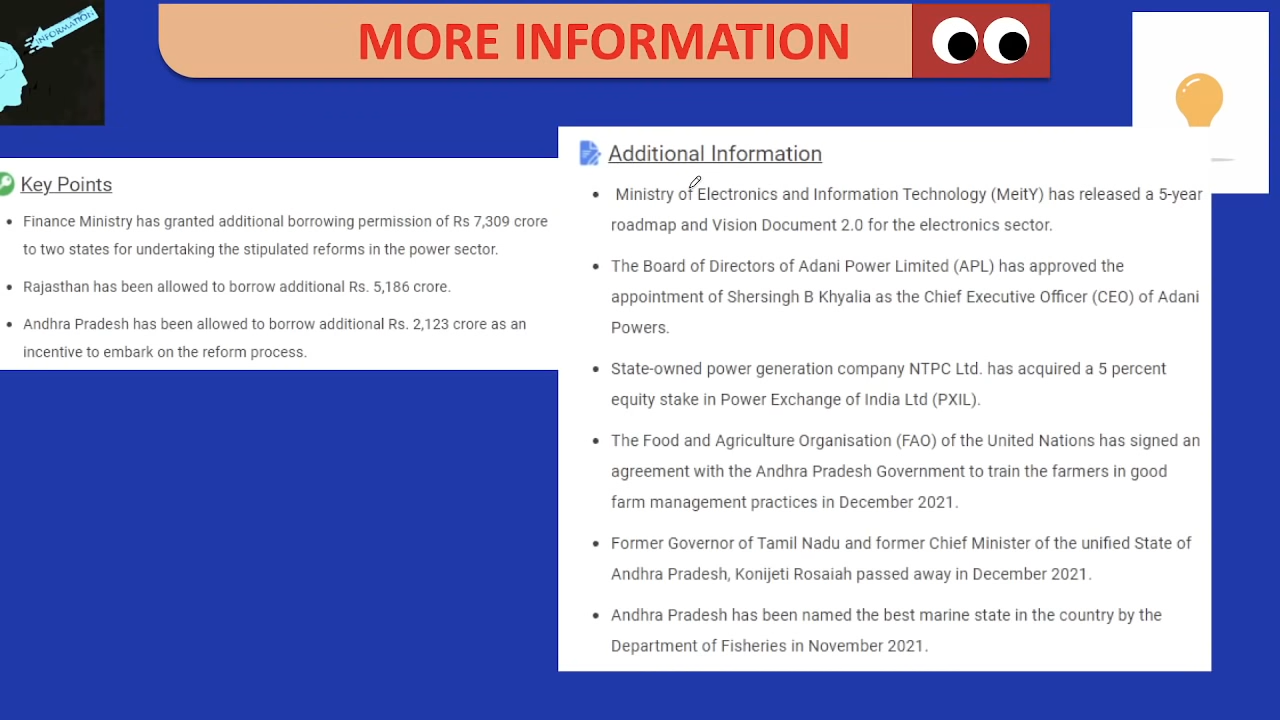 INFORMATION
MORE INFORMATION
Key Points
• Finance Ministry has granted additional borrowing permission of Rs 7,309 crore
to two states for undertaking the stipulated reforms in the power sector.
• Rajasthan has been allowed to borrow additional Rs. 5,186 crore.
• Andhra Pradesh has been allowed to borrow additional Rs. 2,123 crore as an
incentive to embark on the reform process.
Additional Information
• Ministry of Electronics and Information Technology (MeitY) has released a 5-year
roadmap and Vision Document 2.0 for the electronics sector.
• The Board of Directors of Adani Power Limited (APL) has approved the
appointment of Shersingh B Khyalia as the Chief Executive Officer (CEO) of Adani
Powers.
• State-owned power generation company NTPC Ltd. has acquired a 5 percent
equity stake in Power Exchange of India Ltd (PXIL).
• The Food and Agriculture Organisation (FAO) of the United Nations has signed an
agreement with the Andhra Pradesh Government to train the farmers in good
farm management practices in December 2021.
• Former Governor of Tamil Nadu and former Chief Minister of the unified State of
Andhra Pradesh, Konijeti Rosaiah passed away in December 2021.
• Andhra Pradesh has been named the best marine state in the country by the
Department of Fisheries in November 2021.